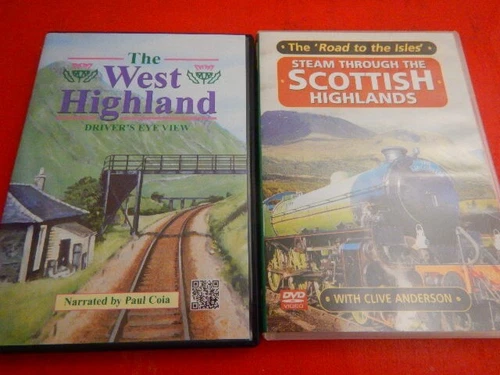 The
West
Highland
DRIVER'S EYE VIEW
Narrated by Paul Coia
The 'Road to the Isles'
STEAM THROUGH THE
SCOTTISH
HIGHLANDS
DVD
VIDEO
WITH CLIVE ANDERSON